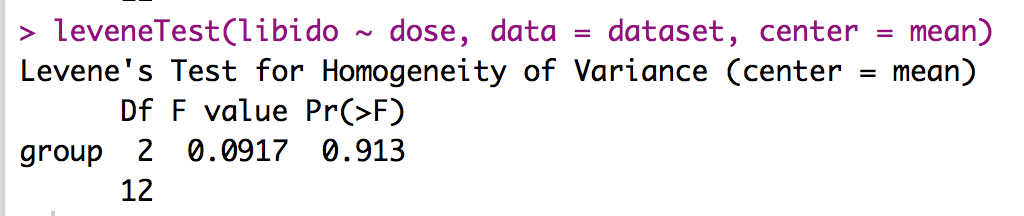 > leveneTest(libido ~ dose, data = dataset, center = mean)
Levene's Test for Homogeneity of Variance (center = mean)
Df F value Pr(>F)
group 2 0.0917 0.913
12